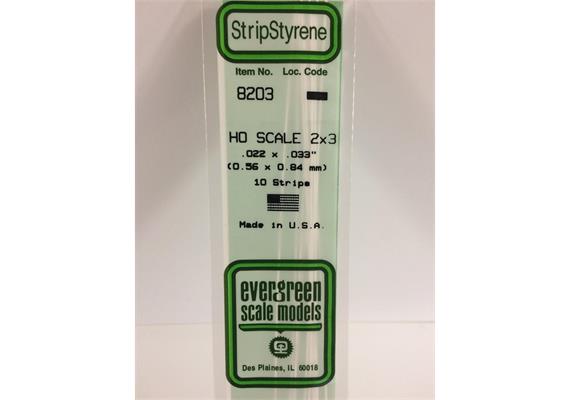 StripStyrene
Item No. Loc. Code
8203
HO SCALE 2x3
.022 x .033"
(0.56 x 0.84 mm)
10 Strips
Made in U.S.A.
evergreen
scale models
Des Plaines, IL 60018